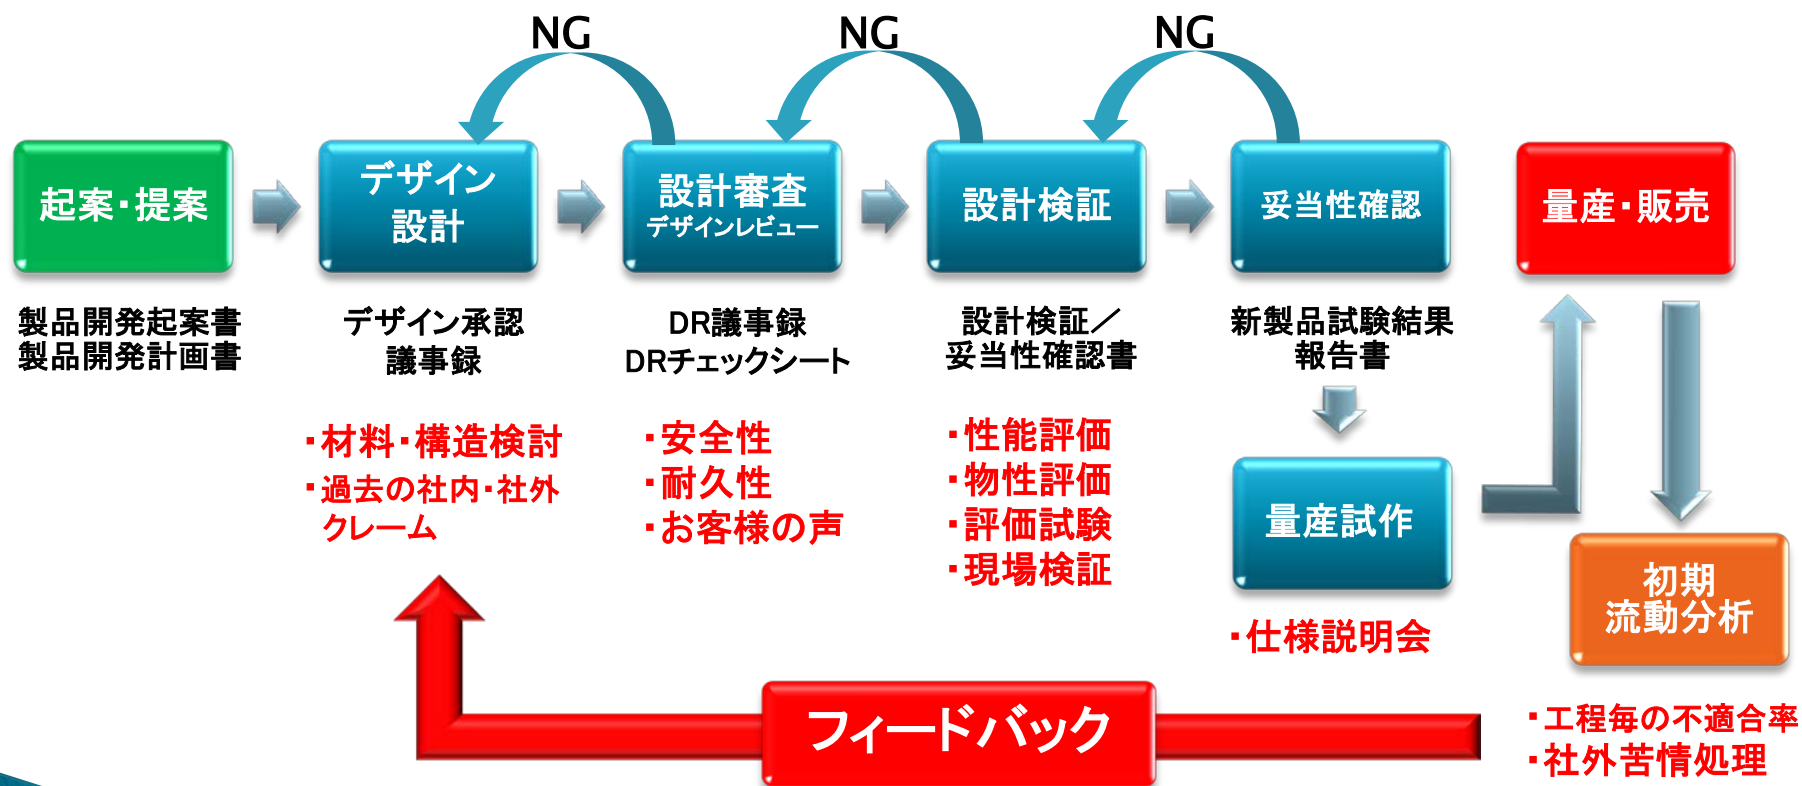 NG
NG
NG
起案・提案
デザイン
設計
設計審査
デザインレビュー
設計検証
妥当性確認
量産・販売
製品開発起案書
製品開発計画書
デザイン承認
議事録
DR議事録
DRチェックシート
設計検証／
妥当性確認書
新製品試験結果
報告書
・材料・構造検討
・過去の社内・社外
クレーム
・安全性
・耐久性
・お客様の声
・性能評価
・物性評価
・評価試験
・現場検証
量産試作
・仕様説明会
初期
流動分析
・工程毎の不適合率
・社外苦情処理
フィードバック